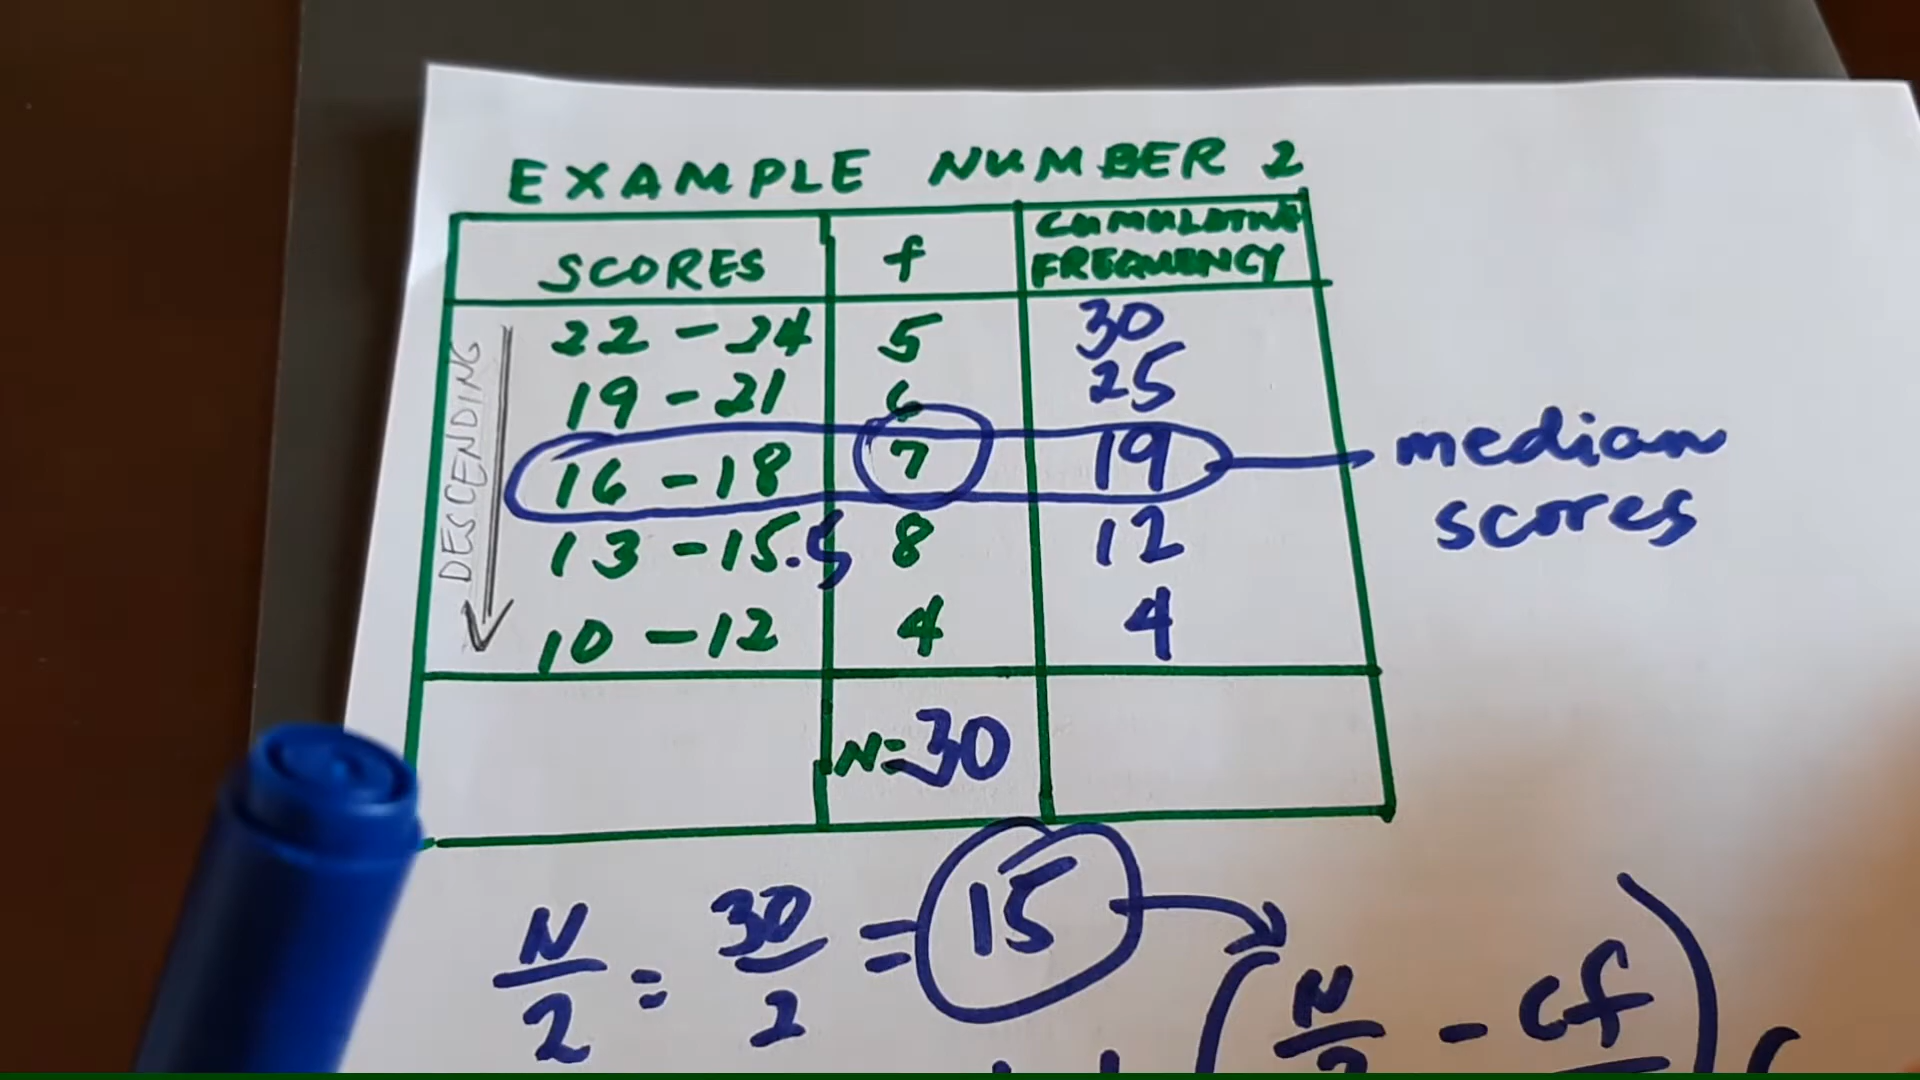 EXAMPLE NUMBER 2
SCORES f CUMULATIVE FREQUENCY
DESCENDING
22 - 24 5 30
19 - 21 6 25
16 - 18 7 19 median scores
13 - 15.5 8 12
10 - 12 4 4
N=30
N/2 = 30/2 = 15
(N/2 - cf)